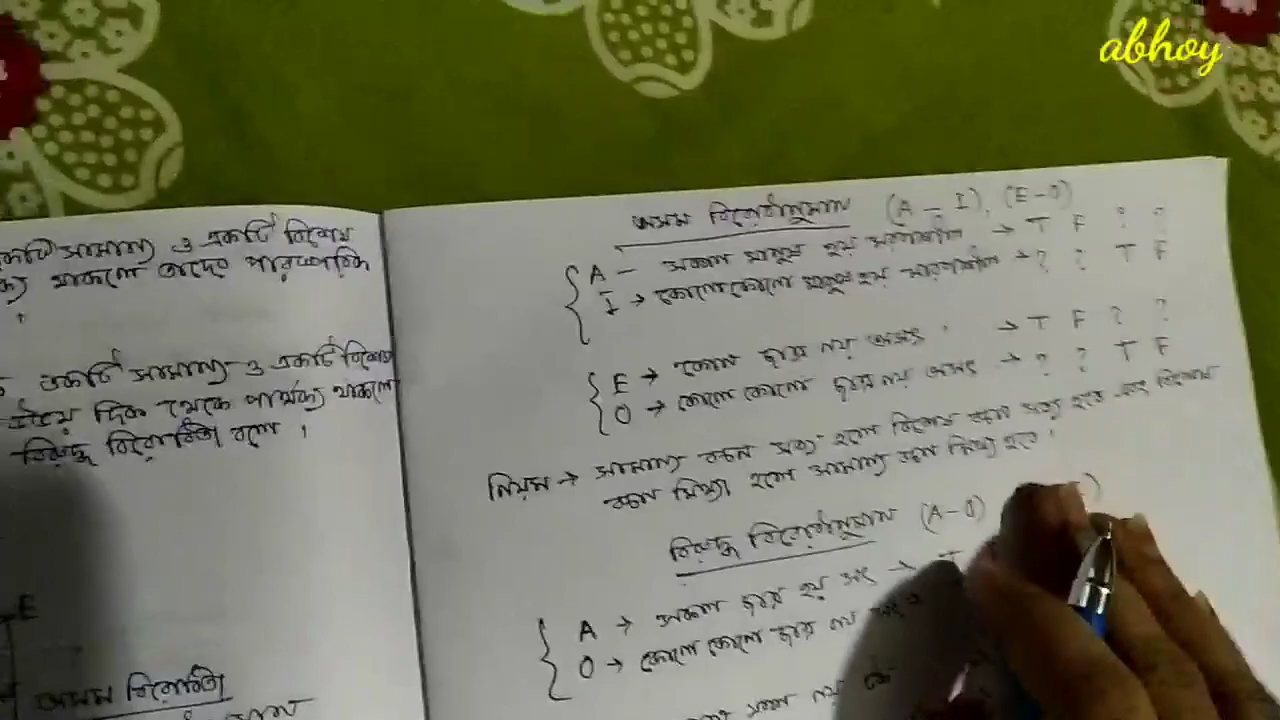 abhoy
একটি সামান্য ও একটি বিশেষ
থাকলে তাদের পারস্পরিক
একটি সামান্য ও একটি বিশেষ
উভয় দিক থেকে পার্থক্য থাকলে
বিরুদ্ধ বিরোধিতা বলে ।
E
অসম বিরোধিতা
অসম বিরোধানুমান (A – I), (E-O)
A – সকল মানুষ হয় মরণশীল → T F ? ?
I → কোনো কোনো মানুষ হয় মরণশীল → ? ? T F
E → কোন ছাত্র নয় অসৎ । → T F ? ?
O → কোনো কোনো ছাত্র নয় অসৎ → ? ? T F
নিয়ম → সামান্য বচন সত্য হলে বিশেষ বচন সত্য হবে এবং বিশেষ
বচন মিথ্যা হলে সামান্য বচন মিথ্যা হবে ।
বিরুদ্ধ বিরোধানুমান (A-O)
A → সকল ছাত্র হয় সৎ → T
O → কোনো কোনো ছাত্র নয় সৎ